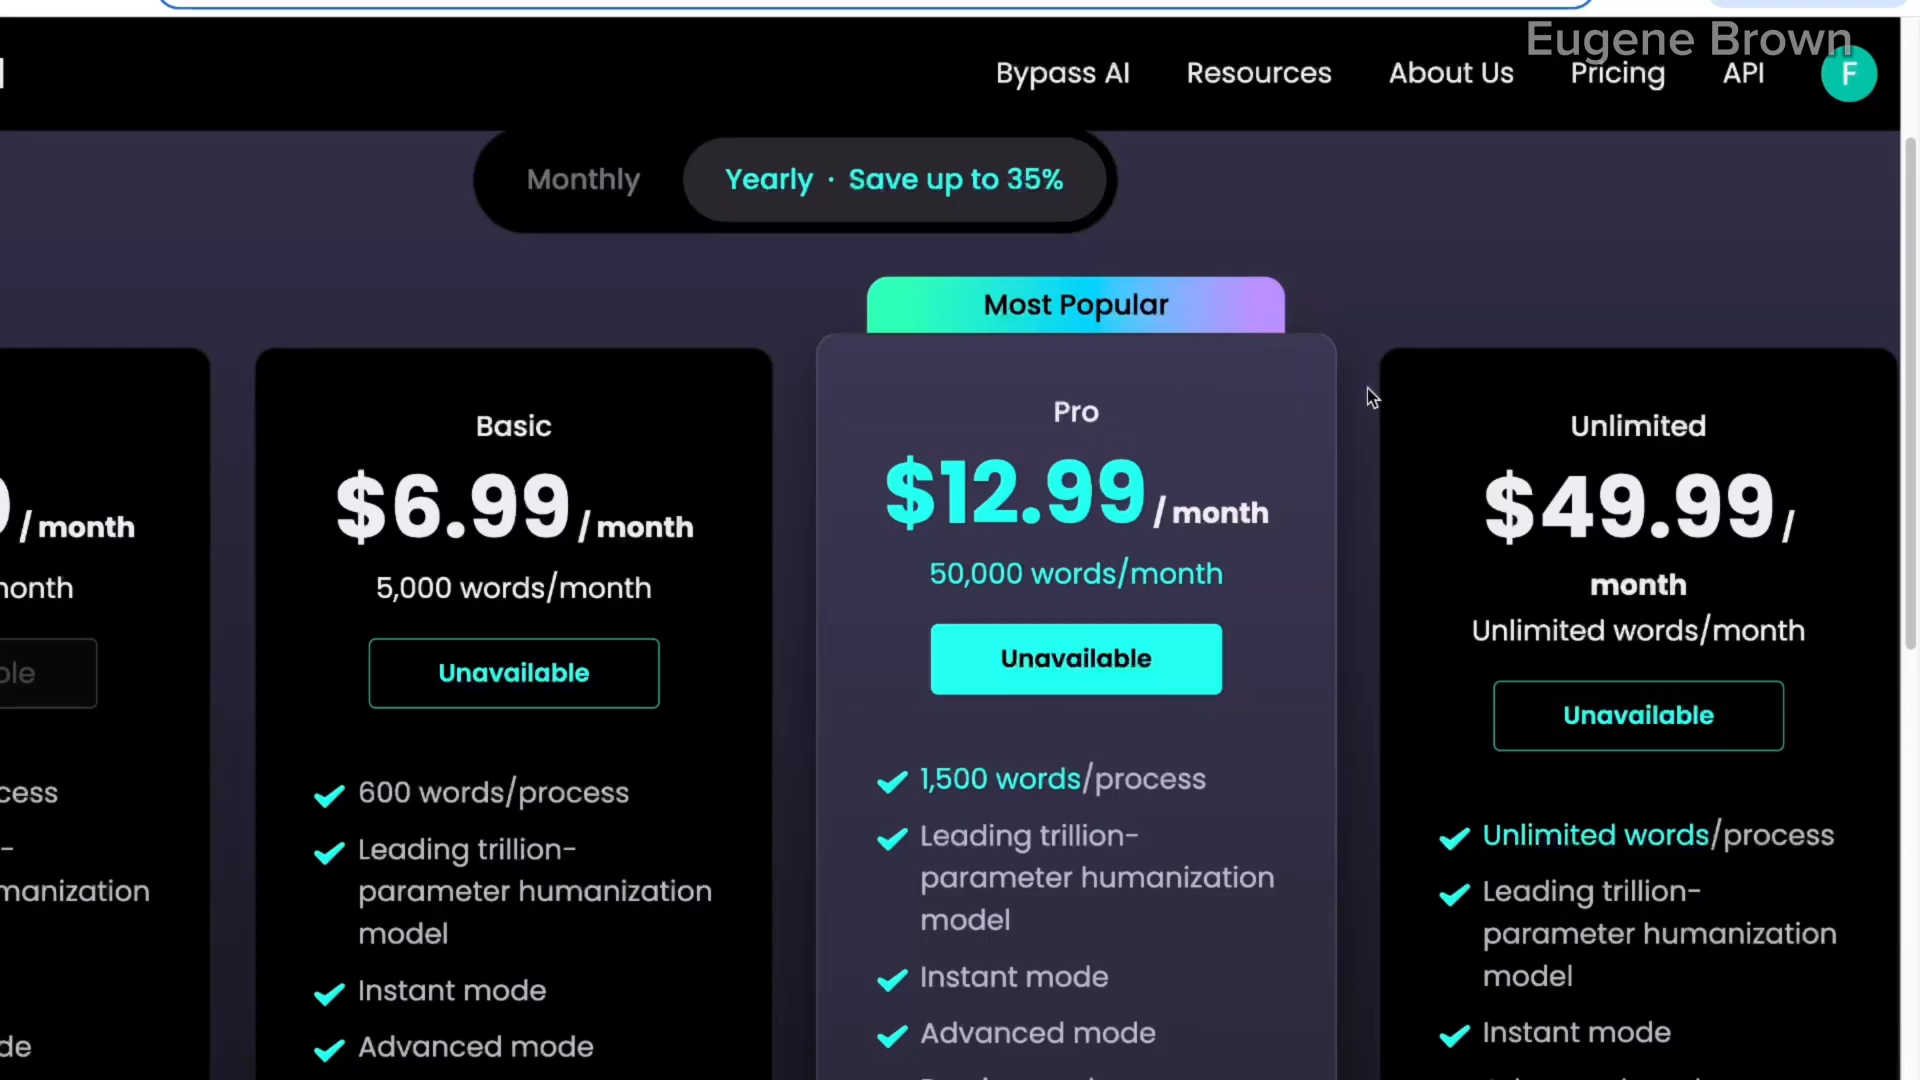 Eugene Brown
Bypass AI Resources About Us Pricing API F
Monthly Yearly · Save up to 35%
Most Popular
/ month
Basic
$6.99 / month
5,000 words/month
Unavailable
600 words/process
Leading trillion-
parameter humanization
model
Instant mode
Advanced mode
Pro
$12.99 / month
50,000 words/month
Unavailable
1,500 words/process
Leading trillion-
parameter humanization
model
Instant mode
Advanced mode
Unlimited
$49.99 /
month
Unlimited words/month
Unavailable
Unlimited words/process
Leading trillion-
parameter humanization
model
Instant mode